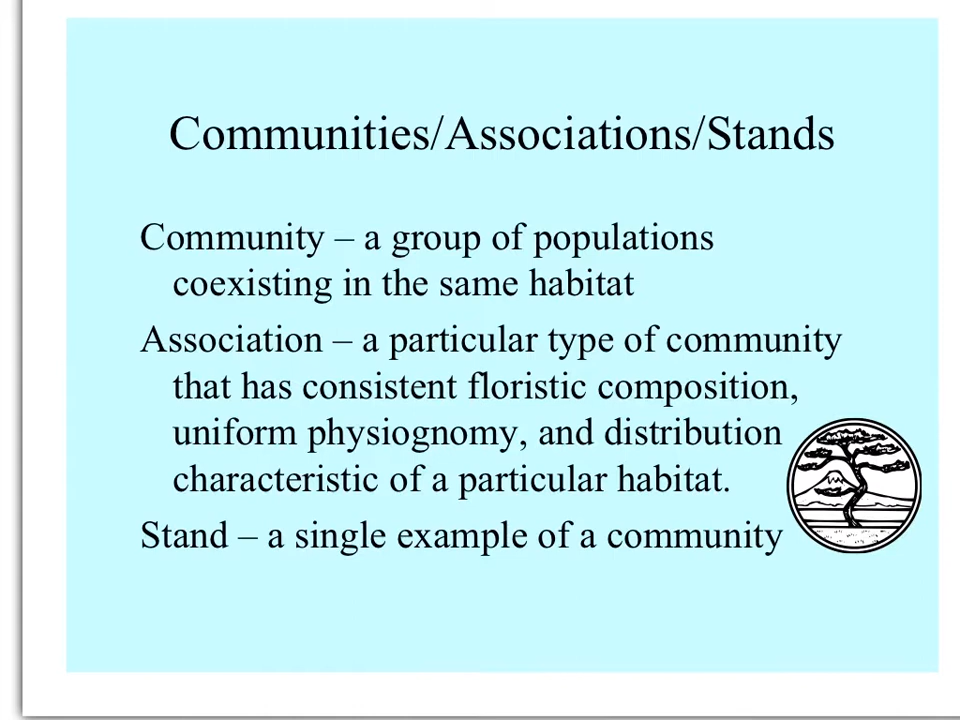 Communities/Associations/Stands
Community – a group of populations
coexisting in the same habitat
Association – a particular type of community
that has consistent floristic composition,
uniform physiognomy, and distribution
characteristic of a particular habitat.
Stand – a single example of a community